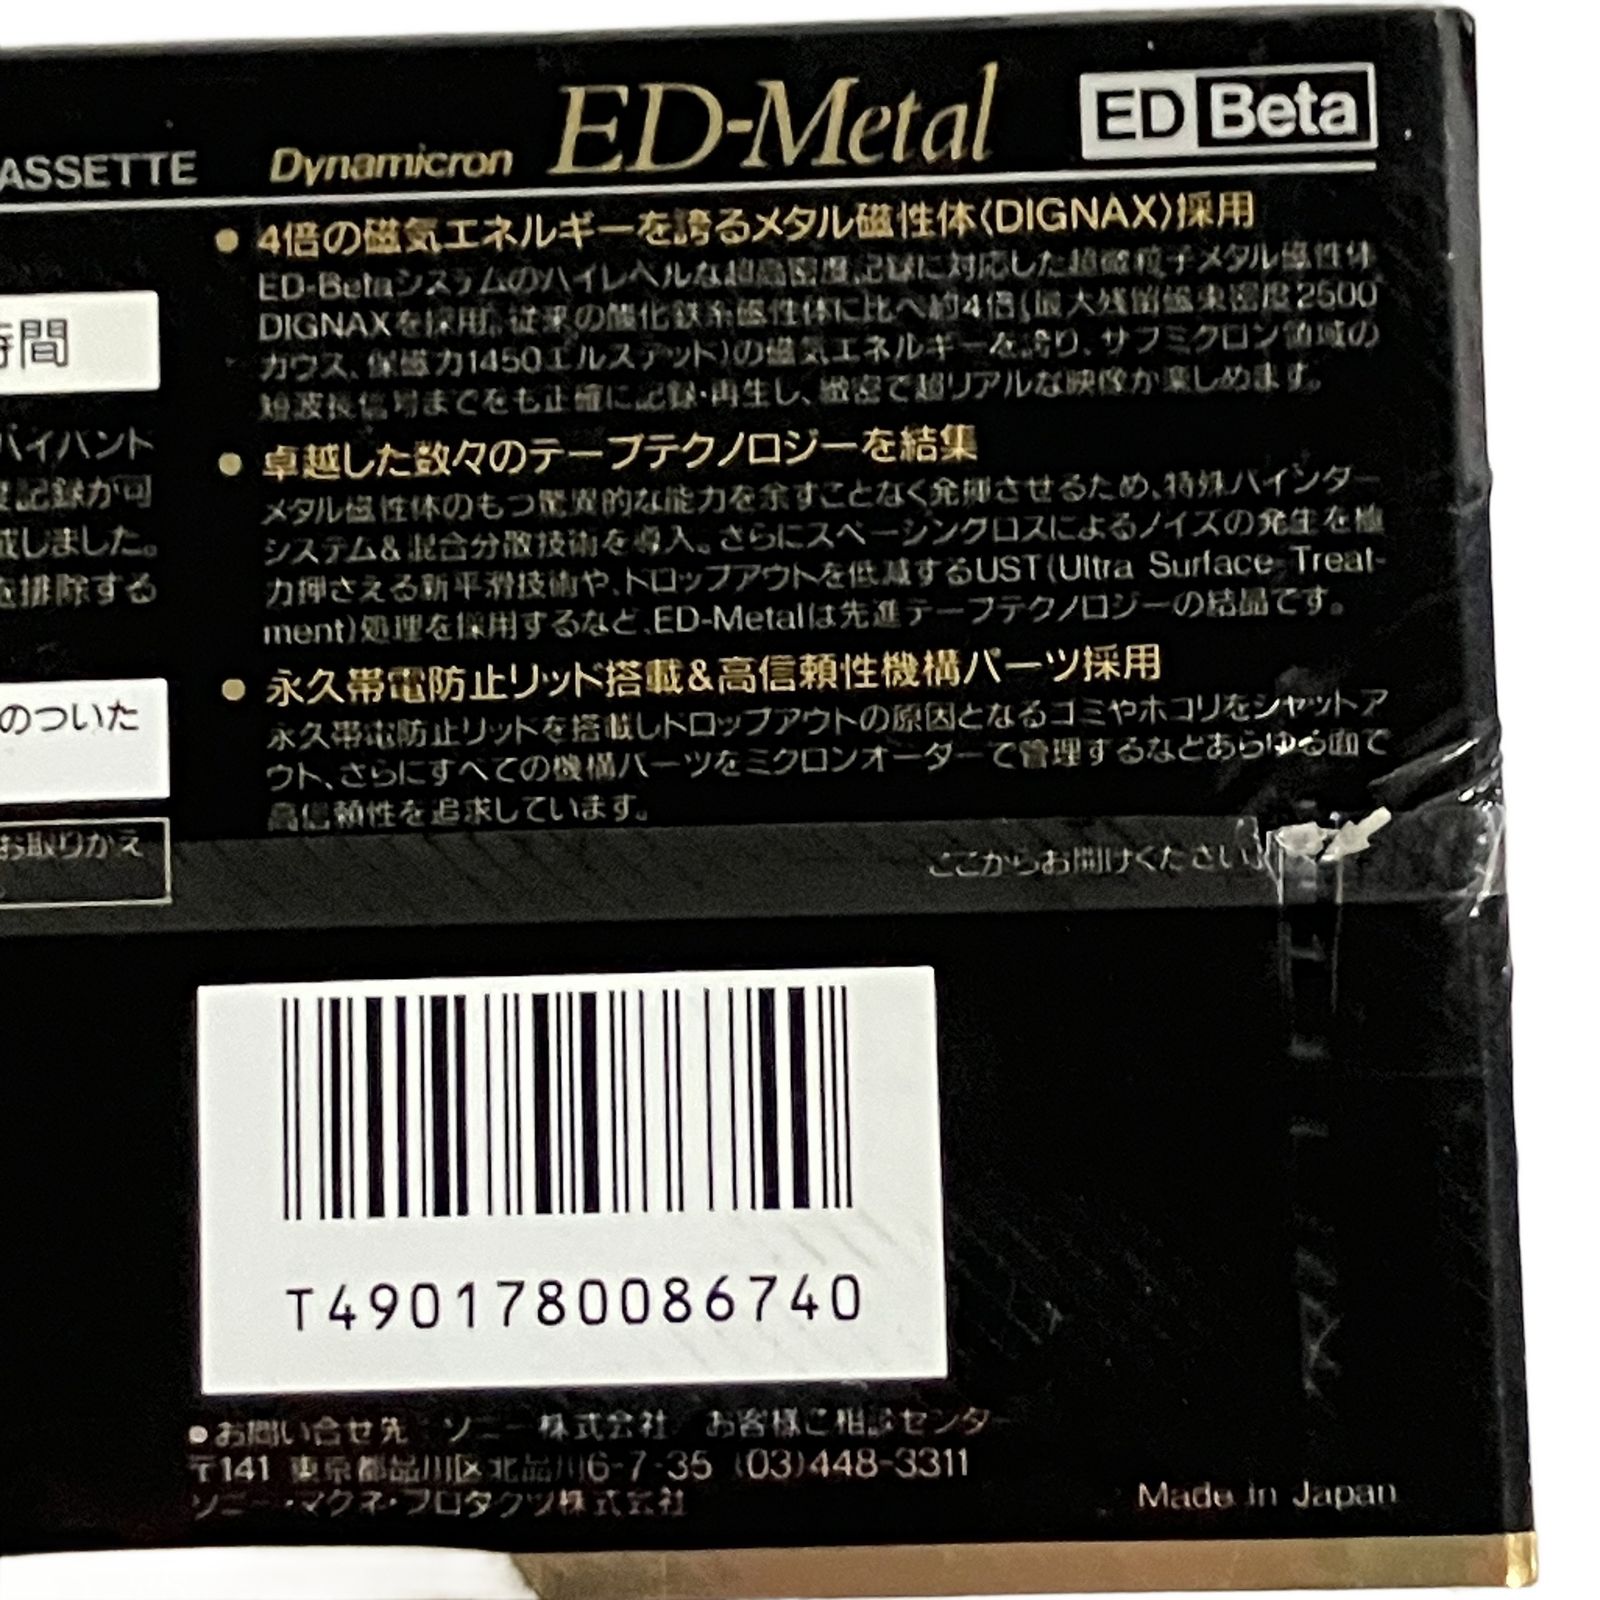 ASSETTE
Dynamicron ED-Metal
ED Beta
● 4倍の磁気エネルギーを誇るメタル磁性体〈DIGNAX〉採用
ED-Betaシステムのハイレベルな超高密度記録に対応した超微粒子メタル磁性体
DIGNAXを採用。従来の酸化鉄系磁性体に比べ約4倍(最大残留磁束密度2500
ガウス、保磁力1450エルステッド)の磁気エネルギーを誇り、サブミクロン領域の
短波長信号までをも正確に記録・再生し、緻密で超リアルな映像が楽しめます。
● 卓越した数々のテープテクノロジーを結集
メタル磁性体のもつ驚異的な能力を余すことなく発揮させるため、特殊バインダー
システム&混合分散技術を導入。さらにスペーシングロスによるノイズの発生を極
力押さえる新平滑技術や、ドロップアウトを低減するUST(Ultra Surface Treat-
ment)処理を採用するなど、ED-Metalは先進テープテクノロジーの結晶です。
● 永久帯電防止リッド搭載&高信頼性機構パーツ採用
永久帯電防止リッドを搭載しドロップアウトの原因となるゴミやホコリをシャットア
ウト、さらにすべての機構パーツをミクロンオーダーで管理するなどあらゆる面で
高信頼性を追求しています。
時間
ハイバンド
記録が可
成しました。
を排除する
のついた
お取りかえ
ここからお開けください
T4901780086740
●お問い合せ先 ソニー株式会社 お客様ご相談センター
〒141 東京都品川区北品川6-7-35 (03)448-3311
ソニー・マグネ・プロダクツ株式会社
Made in Japan